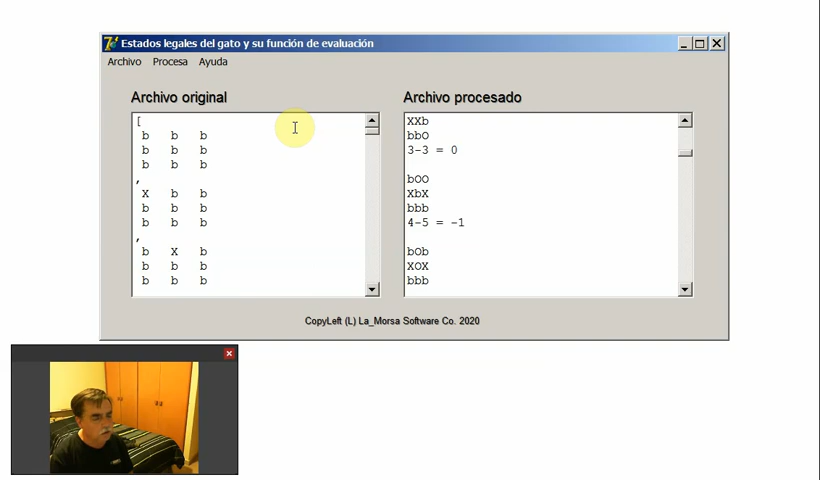 Estados legales del gato y su función de evaluación
Archivo Procesa Ayuda
Archivo original
[
b b b
b b b
b b b
,
X b b
b b b
b b b
,
b X b
b b b
b b b
Archivo procesado
XXb
bbO
3-3 = 0
bOO
XbX
bbb
4-5 = -1
bOb
XOX
bbb
CopyLeft (L) La_Morsa Software Co. 2020